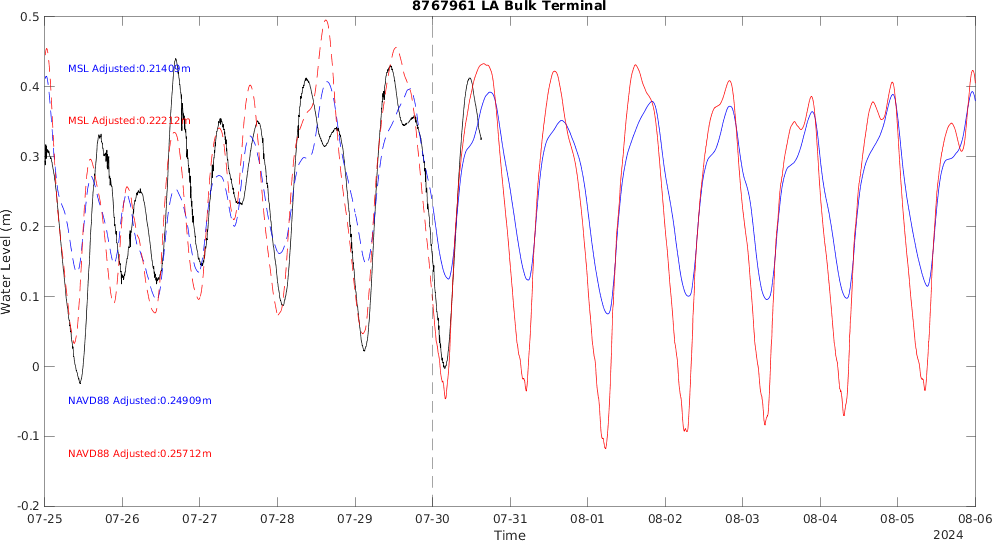 8767961 LA Bulk Terminal
0.5
0.4
0.3
0.2
0.1
0
-0.1
-0.2
Water Level (m)
MSL Adjusted:0.21409m
MSL Adjusted:0.22212m
NAVD88 Adjusted:0.24909m
NAVD88 Adjusted:0.25712m
07-25 07-26 07-27 07-28 07-29 07-30 07-31 08-01 08-02 08-03 08-04 08-05 08-06
Time
2024